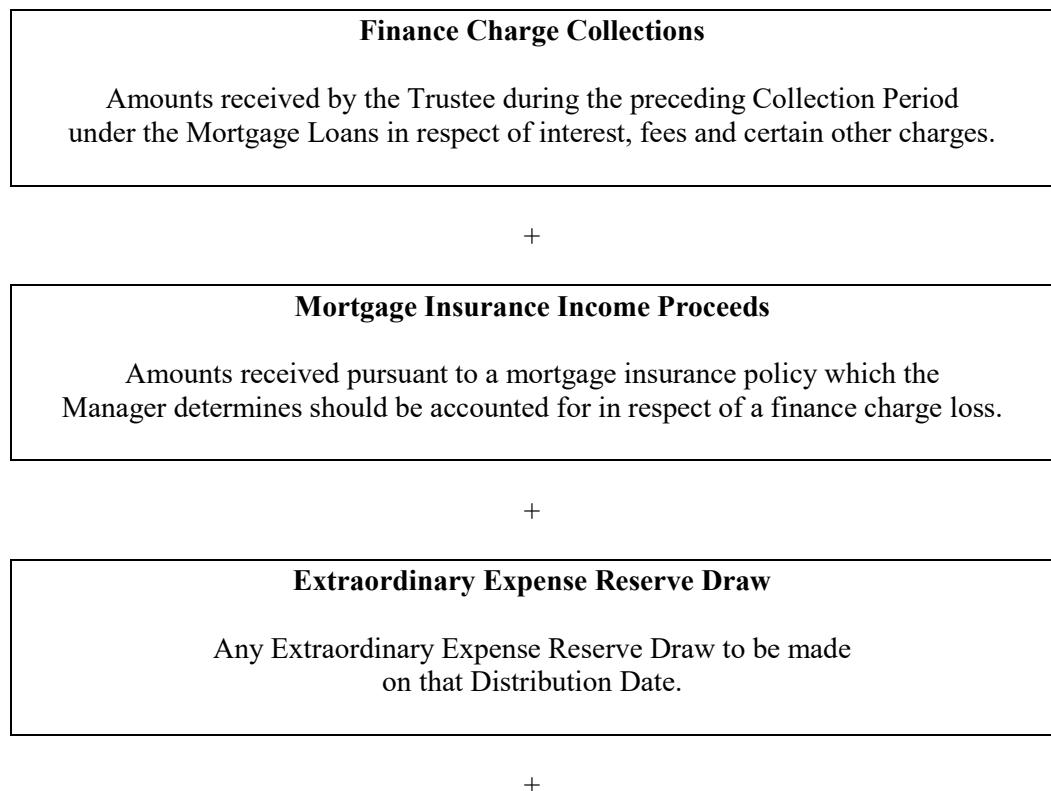 Finance Charge Collections
Amounts received by the Trustee during the preceding Collection Period
under the Mortgage Loans in respect of interest, fees and certain other charges.
+
Mortgage Insurance Income Proceeds
Amounts received pursuant to a mortgage insurance policy which the
Manager determines should be accounted for in respect of a finance charge loss.
+
Extraordinary Expense Reserve Draw
Any Extraordinary Expense Reserve Draw to be made
on that Distribution Date.
+